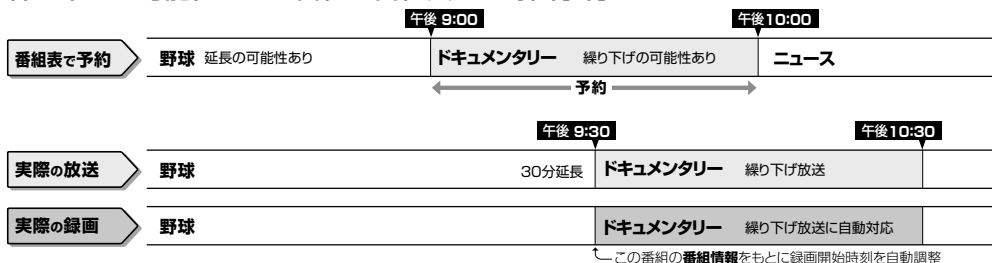 午後 9:00 午後10:00
番組表で予約 野球 延長の可能性あり ドキュメンタリー 繰り下げの可能性あり ニュース
予約
午後 9:30 午後10:30
実際の放送 野球 30分延長 ドキュメンタリー 繰り下げ放送
実際の録画 野球 ドキュメンタリー 繰り下げ放送に自動対応
この番組の番組情報をもとに録画開始時刻を自動調整